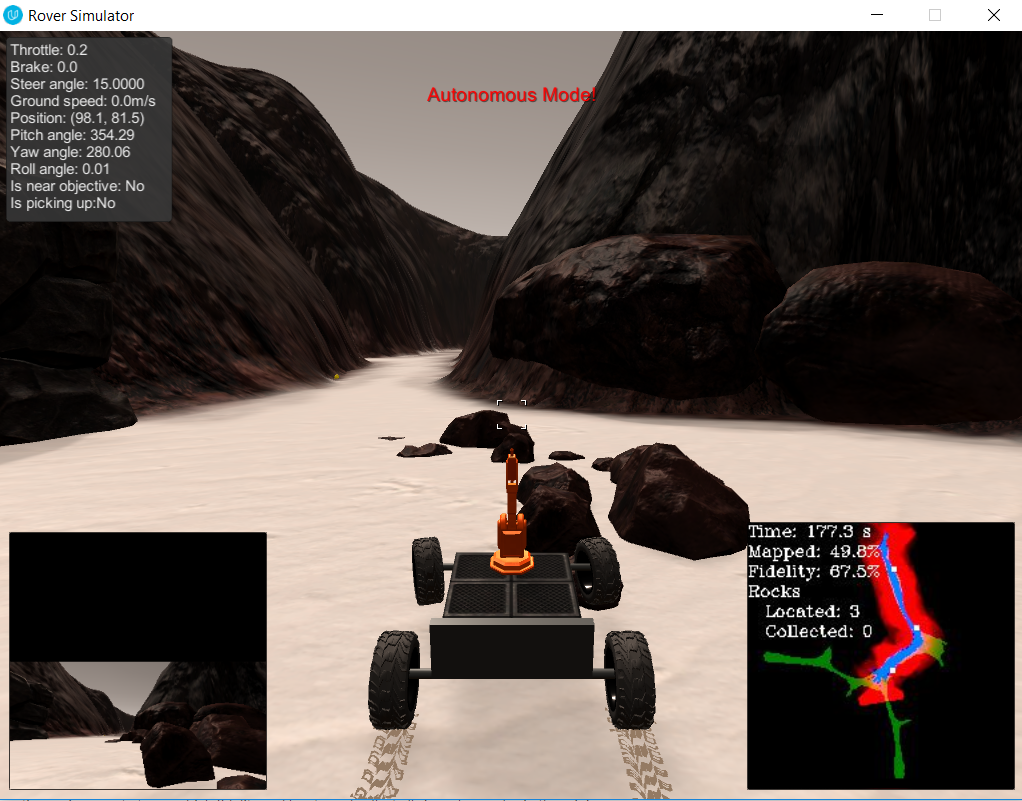 Rover Simulator
Throttle: 0.2
Brake: 0.0
Steer angle: 15.0000
Ground speed: 0.0m/s
Position: (98.1, 81.5)
Pitch angle: 354.29
Yaw angle: 280.06
Roll angle: 0.01
Is near objective: No
Is picking up:No
Autonomous Mode!
Time: 177.3 s
Mapped: 49.8%
Fidelity: 67.5%
Rocks
Located: 3
Collected: 0